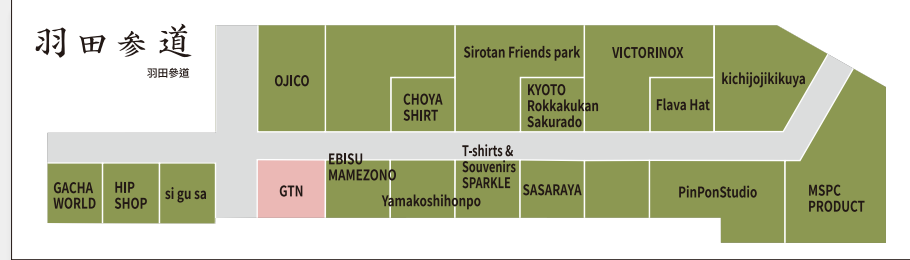 羽田参道
羽田參道
OJICO
CHOYA
SHIRT
Sirotan Friends park
KYOTO
Rokkakukan
Sakurado
VICTORINOX
Flava Hat
kichijojikikuya
GACHA
WORLD
HIP
SHOP
si gu sa
GTN
EBISU
MAMEZONO
Yamakoshihonpo
T-shirts &
Souvenirs
SPARKLE
SASARAYA
PinPonStudio
MSPC
PRODUCT